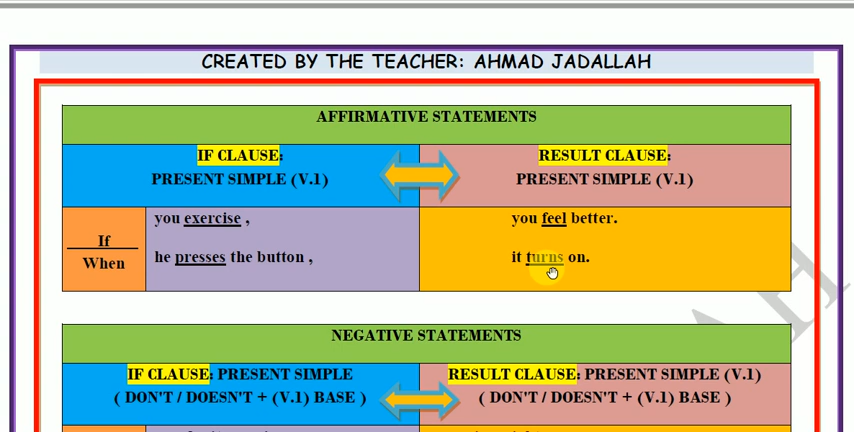 CREATED BY THE TEACHER: AHMAD JADALLAH
AFFIRMATIVE STATEMENTS
IF CLAUSE:
PRESENT SIMPLE (V.1)
RESULT CLAUSE:
PRESENT SIMPLE (V.1)
If
When
you exercise ,
he presses the button ,
you feel better.
it turns on.
NEGATIVE STATEMENTS
IF CLAUSE: PRESENT SIMPLE
( DON'T / DOESN'T + (V.1) BASE )
RESULT CLAUSE: PRESENT SIMPLE (V.1)
( DON'T / DOESN'T + (V.1) BASE )